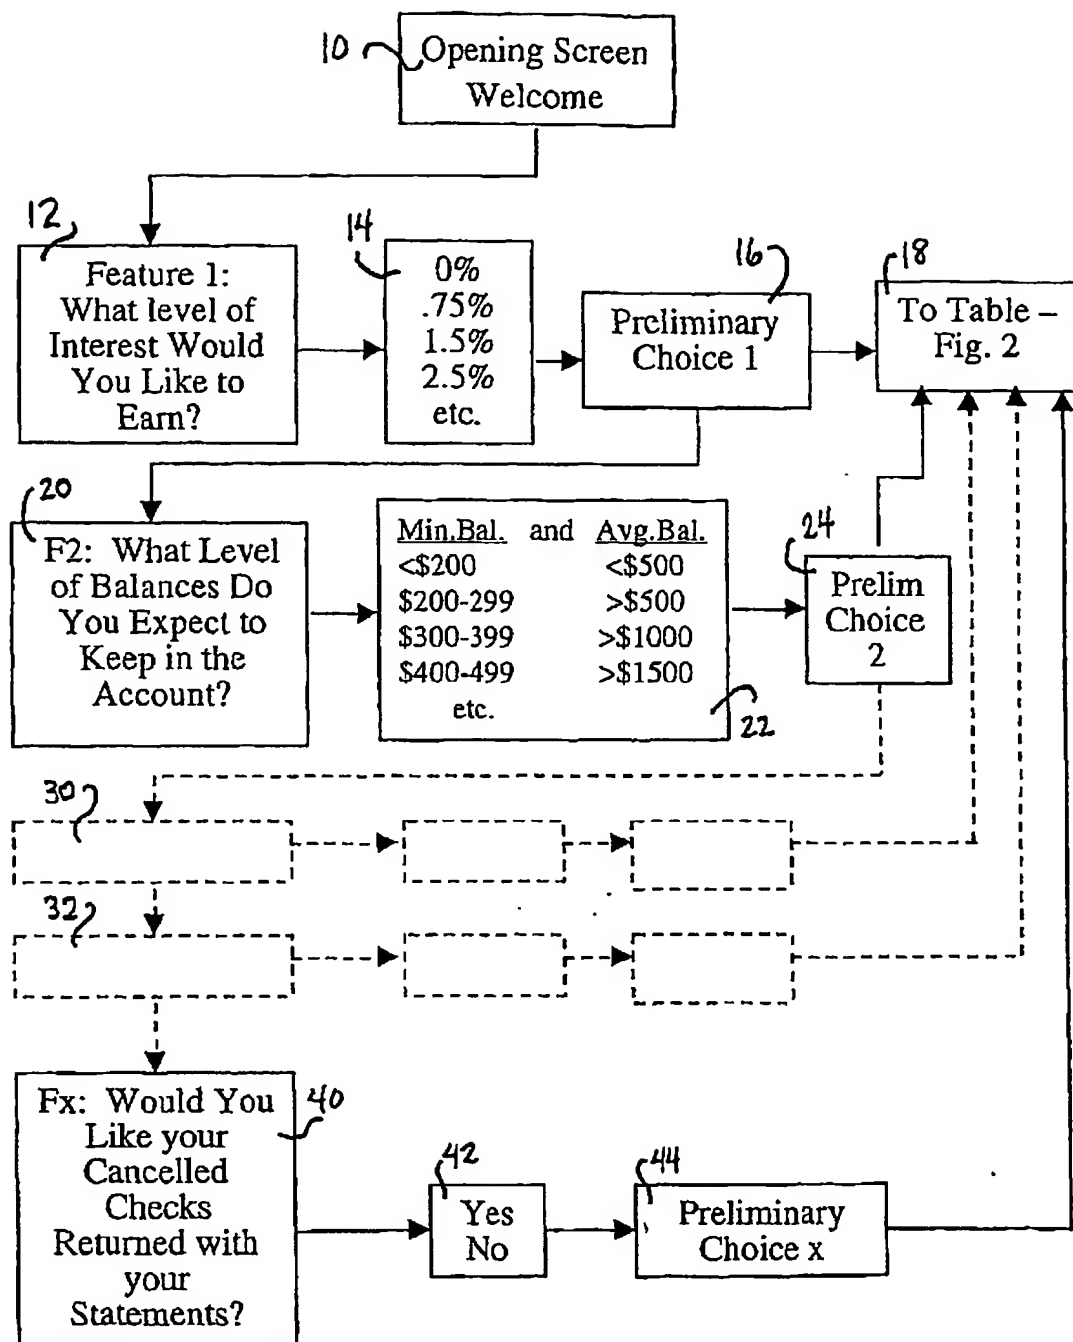 10
Opening Screen
Welcome
12
Feature 1:
What level of
Interest Would
You Like to
Earn?
14
0%
.75%
1.5%
2.5%
etc.
16
Preliminary
Choice 1
18
To Table –
Fig. 2
20
F2: What Level
of Balances Do
You Expect to
Keep in the
Account?
Min.Bal. and Avg.Bal.
<$200 <$500
$200-299 >$500
$300-399 >$1000
$400-499 >$1500
etc.
22
24
Prelim
Choice
2
30
32
Fx: Would You
Like your
Cancelled
Checks
Returned with
your
Statements?
40
42
Yes
No
44
Preliminary
Choice x